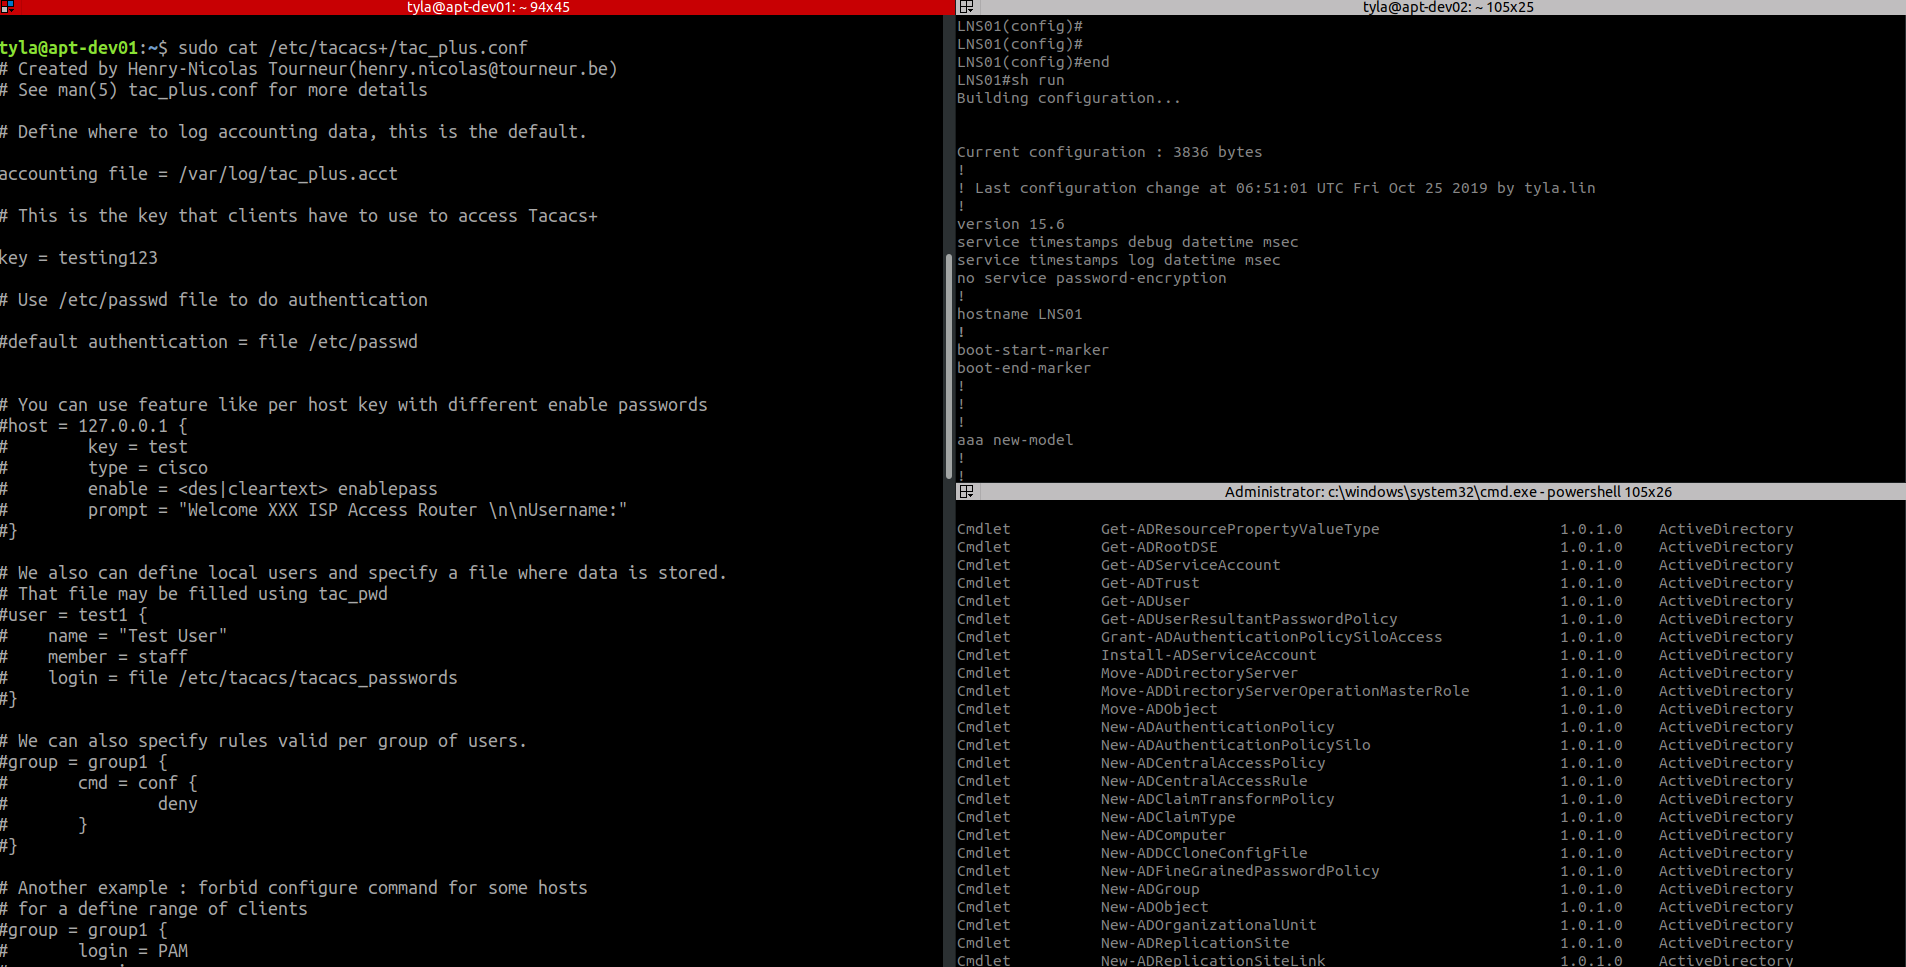 tyla@apt-dev01: ~ 94x45
tyla@apt-dev01:~$ sudo cat /etc/tacacs+/tac_plus.conf
# Created by Henry-Nicolas Tourneur(henry.nicolas@tourneur.be)
# See man(5) tac_plus.conf for more details
# Define where to log accounting data, this is the default.
accounting file = /var/log/tac_plus.acct
# This is the key that clients have to use to access Tacacs+
key = testing123
# Use /etc/passwd file to do authentication
#default authentication = file /etc/passwd
# You can use feature like per host key with different enable passwords
#host = 127.0.0.1 {
#        key = test
#        type = cisco
#        enable = <des|cleartext> enablepass
#        prompt = "Welcome XXX ISP Access Router \n\nUsername:"
#}
# We also can define local users and specify a file where data is stored.
# That file may be filled using tac_pwd
#user = test1 {
#    name = "Test User"
#    member = staff
#    login = file /etc/tacacs/tacacs_passwords
#}
# We can also specify rules valid per group of users.
#group = group1 {
#       cmd = conf {
#               deny
#       }
#}
# Another example : forbid configure command for some hosts
# for a define range of clients
#group = group1 {
#       login = PAM
tyla@apt-dev02: ~ 105x25
LNS01(config)#
LNS01(config)#
LNS01(config)#end
LNS01#sh run
Building configuration...
Current configuration : 3836 bytes
!
! Last configuration change at 06:51:01 UTC Fri Oct 25 2019 by tyla.lin
!
version 15.6
service timestamps debug datetime msec
service timestamps log datetime msec
no service password-encryption
!
hostname LNS01
!
boot-start-marker
boot-end-marker
!
!
!
aaa new-model
!
!
Administrator: c:\windows\system32\cmd.exe - powershell 105x26
Cmdlet          Get-ADResourcePropertyValueType                    1.0.1.0    ActiveDirectory
Cmdlet          Get-ADRootDSE                                      1.0.1.0    ActiveDirectory
Cmdlet          Get-ADServiceAccount                               1.0.1.0    ActiveDirectory
Cmdlet          Get-ADTrust                                        1.0.1.0    ActiveDirectory
Cmdlet          Get-ADUser                                         1.0.1.0    ActiveDirectory
Cmdlet          Get-ADUserResultantPasswordPolicy                  1.0.1.0    ActiveDirectory
Cmdlet          Grant-ADAuthenticationPolicySiloAccess             1.0.1.0    ActiveDirectory
Cmdlet          Install-ADServiceAccount                           1.0.1.0    ActiveDirectory
Cmdlet          Move-ADDirectoryServer                             1.0.1.0    ActiveDirectory
Cmdlet          Move-ADDirectoryServerOperationMasterRole          1.0.1.0    ActiveDirectory
Cmdlet          Move-ADObject                                      1.0.1.0    ActiveDirectory
Cmdlet          New-ADAuthenticationPolicy                         1.0.1.0    ActiveDirectory
Cmdlet          New-ADAuthenticationPolicySilo                     1.0.1.0    ActiveDirectory
Cmdlet          New-ADCentralAccessPolicy                          1.0.1.0    ActiveDirectory
Cmdlet          New-ADCentralAccessRule                            1.0.1.0    ActiveDirectory
Cmdlet          New-ADClaimTransformPolicy                         1.0.1.0    ActiveDirectory
Cmdlet          New-ADClaimType                                    1.0.1.0    ActiveDirectory
Cmdlet          New-ADComputer                                     1.0.1.0    ActiveDirectory
Cmdlet          New-ADDCCloneConfigFile                            1.0.1.0    ActiveDirectory
Cmdlet          New-ADFineGrainedPasswordPolicy                    1.0.1.0    ActiveDirectory
Cmdlet          New-ADGroup                                        1.0.1.0    ActiveDirectory
Cmdlet          New-ADObject                                       1.0.1.0    ActiveDirectory
Cmdlet          New-ADOrganizationalUnit                           1.0.1.0    ActiveDirectory
Cmdlet          New-ADReplicationSite                              1.0.1.0    ActiveDirectory
Cmdlet          New-ADReplicationSiteLink                          1.0.1.0    ActiveDirectory